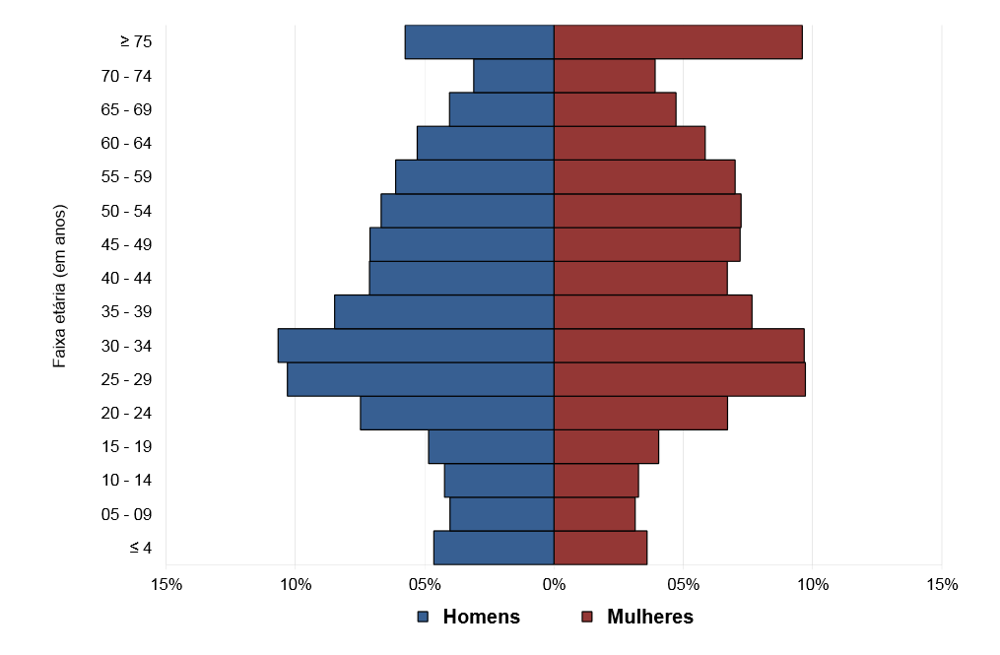 ≥ 75
70 - 74
65 - 69
60 - 64
55 - 59
50 - 54
45 - 49
40 - 44
35 - 39
30 - 34
25 - 29
20 - 24
15 - 19
10 - 14
05 - 09
≤ 4
Faixa etária (em anos)
15% 10% 05% 0% 05% 10% 15%
Homens Mulheres